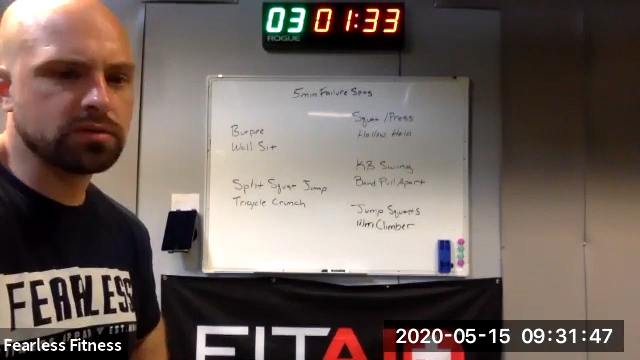 03 01:33
ROGUE
5min Failure Sets
Burpee
Wall Sit
Squat/Press
Hollow Hold
KB Swing
Band Pull Apart
Split Squat Jump
Tricycle Crunch
Jump Squats
Mtn Climber
FEARLESS
FITAID
Fearless Fitness
2020-05-15 09:31:47